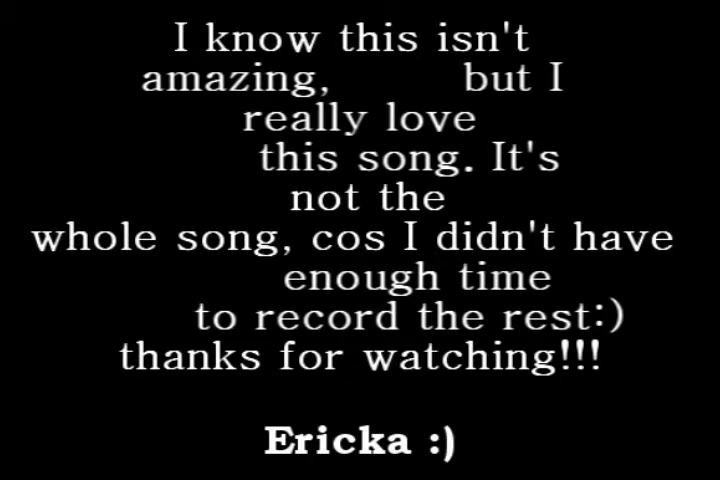 I know this isn't
amazing, but I
really love
this song. It's
not the
whole song, cos I didn't have
enough time
to record the rest:)
thanks for watching!!!
Ericka :)